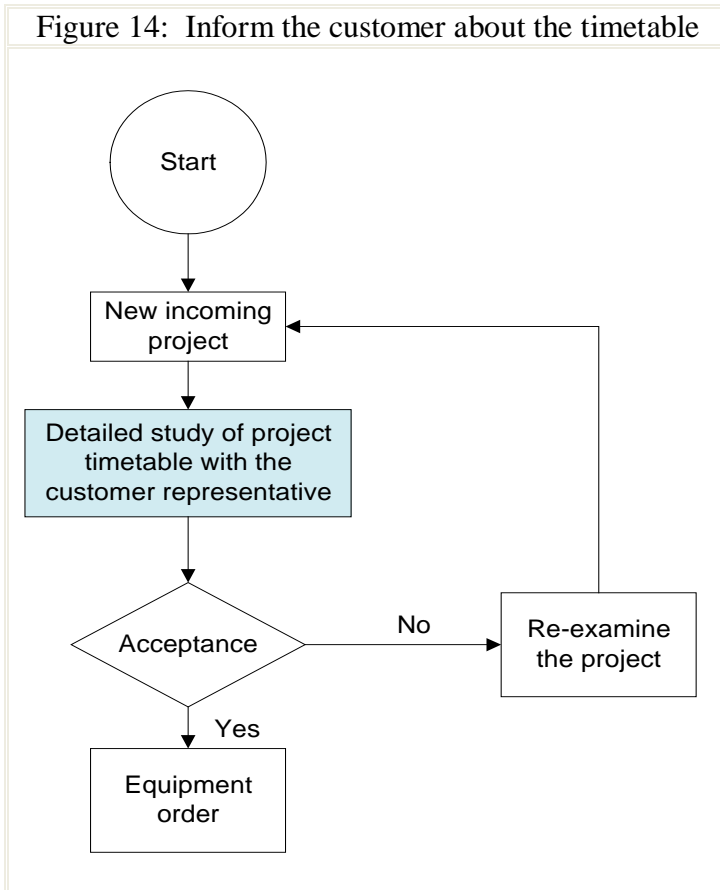 Figure 14:  Inform the customer about the timetable
Start
New incoming
project
Detailed study of project
timetable with the
customer representative
Acceptance
No
Re-examine
the project
Yes
Equipment
order